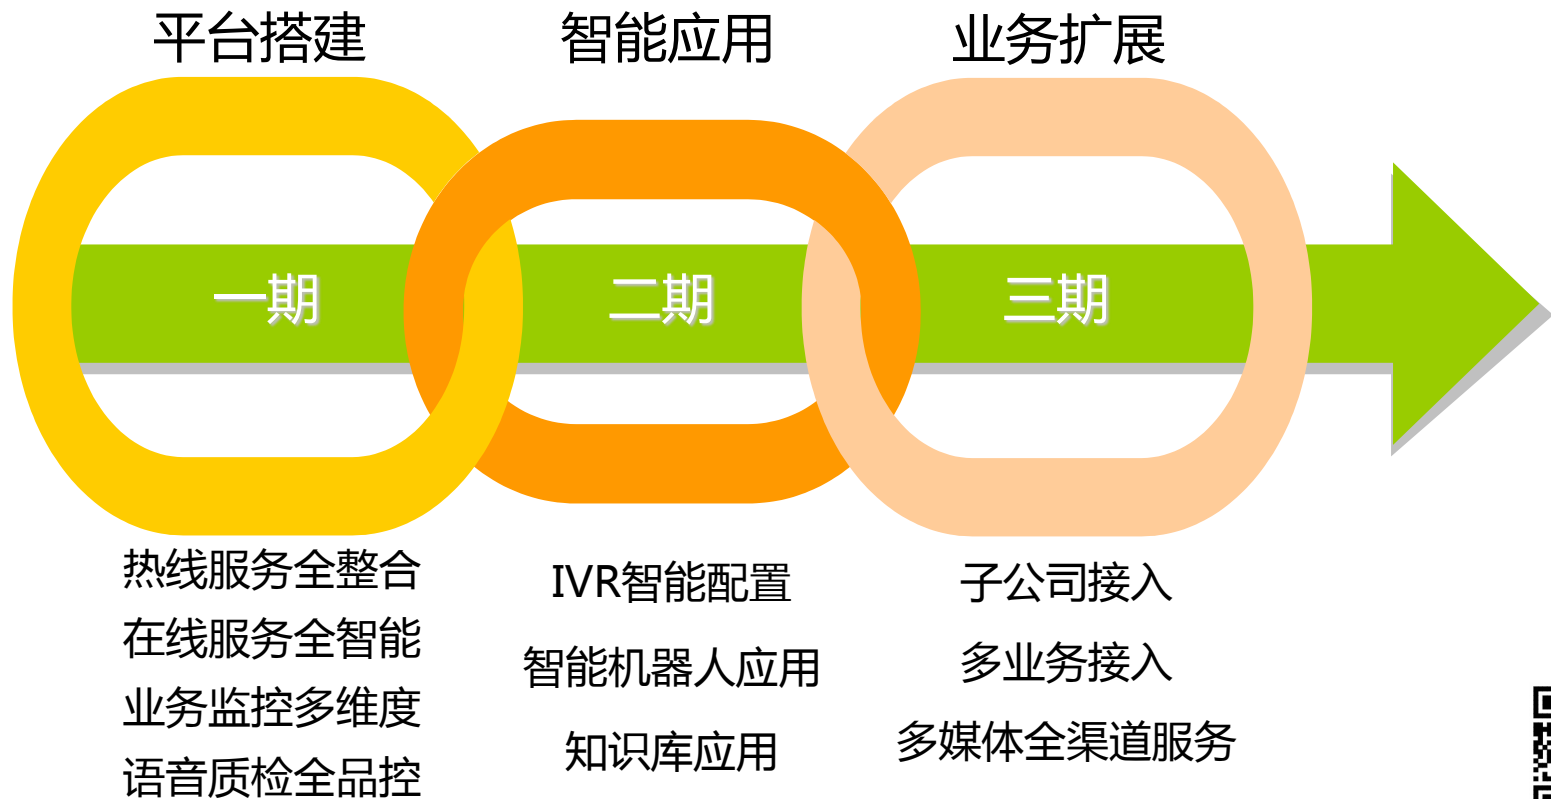 平台搭建
智能应用
业务扩展
一期
二期
三期
热线服务全整合
在线服务全智能
业务监控多维度
语音质检全品控
IVR智能配置
智能机器人应用
知识库应用
子公司接入
多业务接入
多媒体全渠道服务